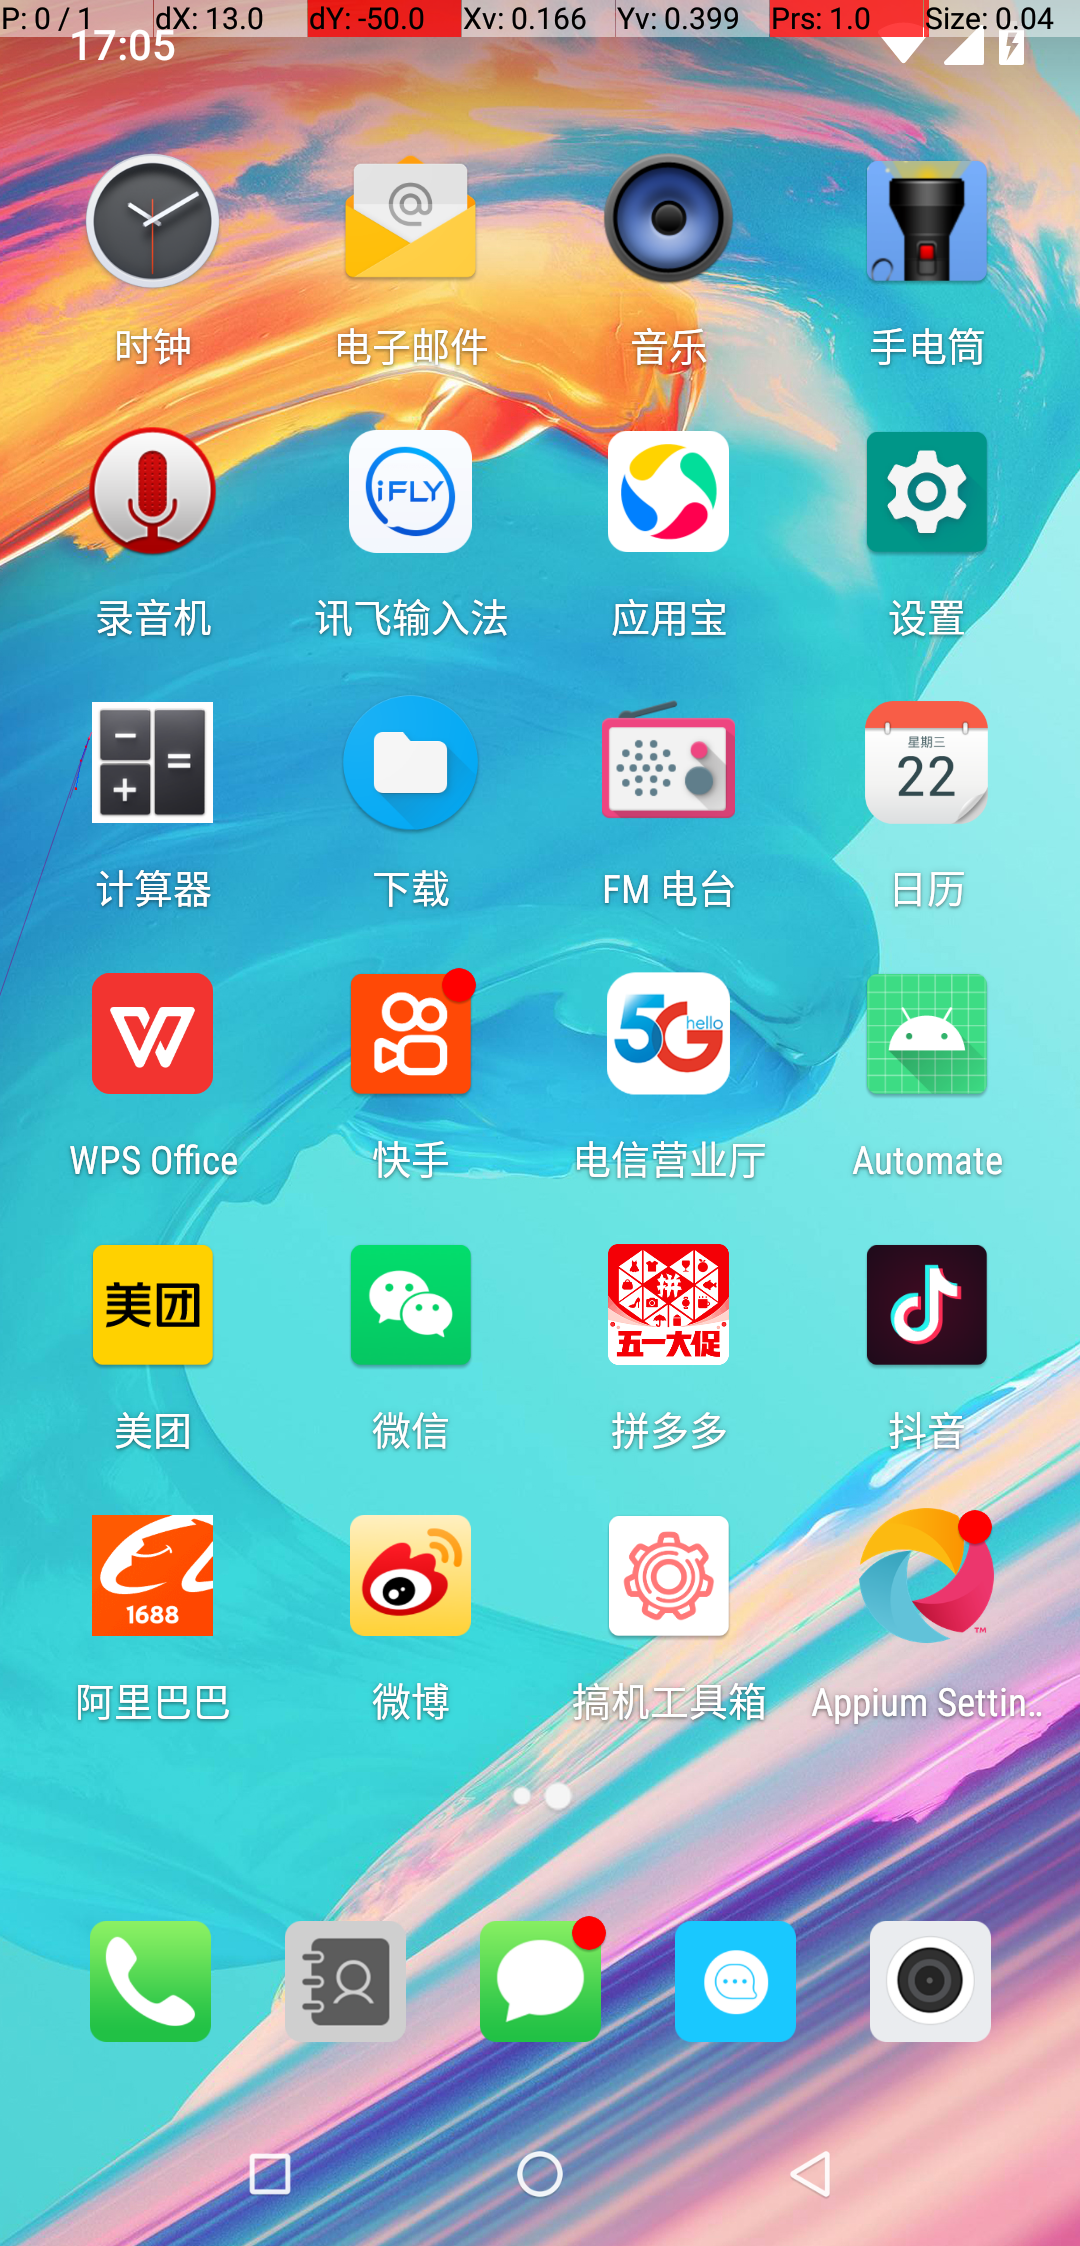 P: 0 / 1 dX: 13.0 dY: -50.0 Xv: 0.166 Yv: 0.399 Prs: 1.0 Size: 0.04
17:05
@
时钟 电子邮件 音乐 手电筒
iFLY
录音机 讯飞输入法 应用宝 设置
星期三
22
计算器 下载 FM 电台 日历
5G hello
WPS Office 快手 电信营业厅 Automate
美团
拼
五一大促
美团 微信 拼多多 抖音
1688
TM
阿里巴巴 微博 搞机工具箱 Appium Settin...